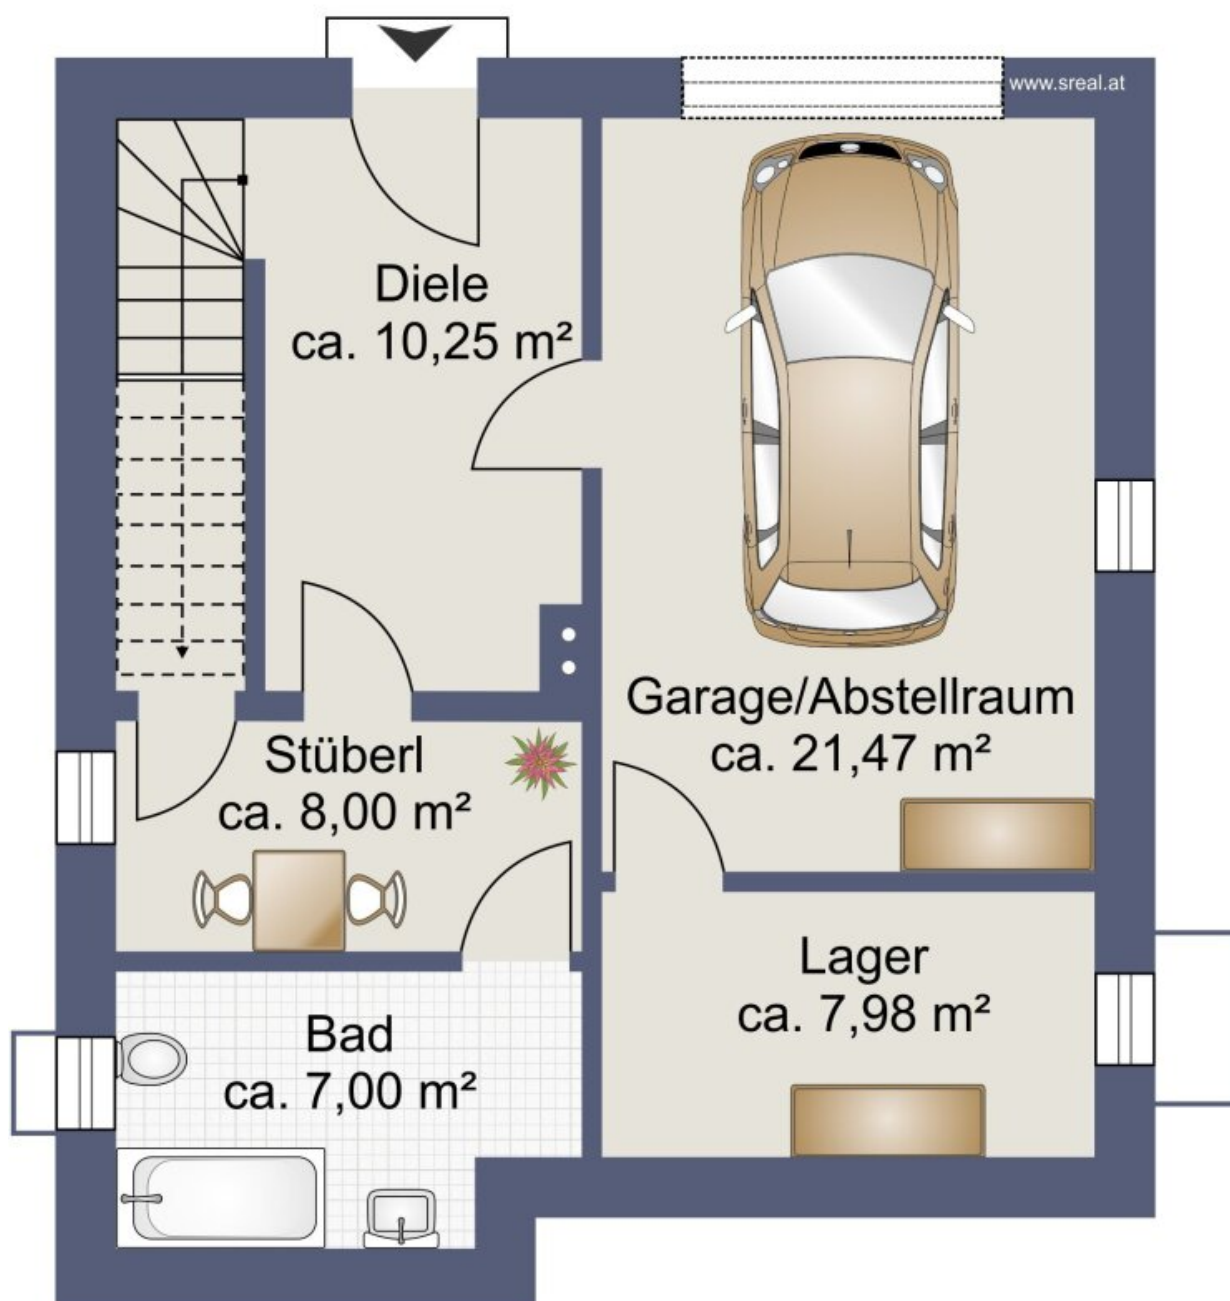 www.sreal.at
Diele
ca. 10,25 m²
Garage/Abstellraum
ca. 21,47 m²
Stüberl
ca. 8,00 m²
Lager
ca. 7,98 m²
Bad
ca. 7,00 m²